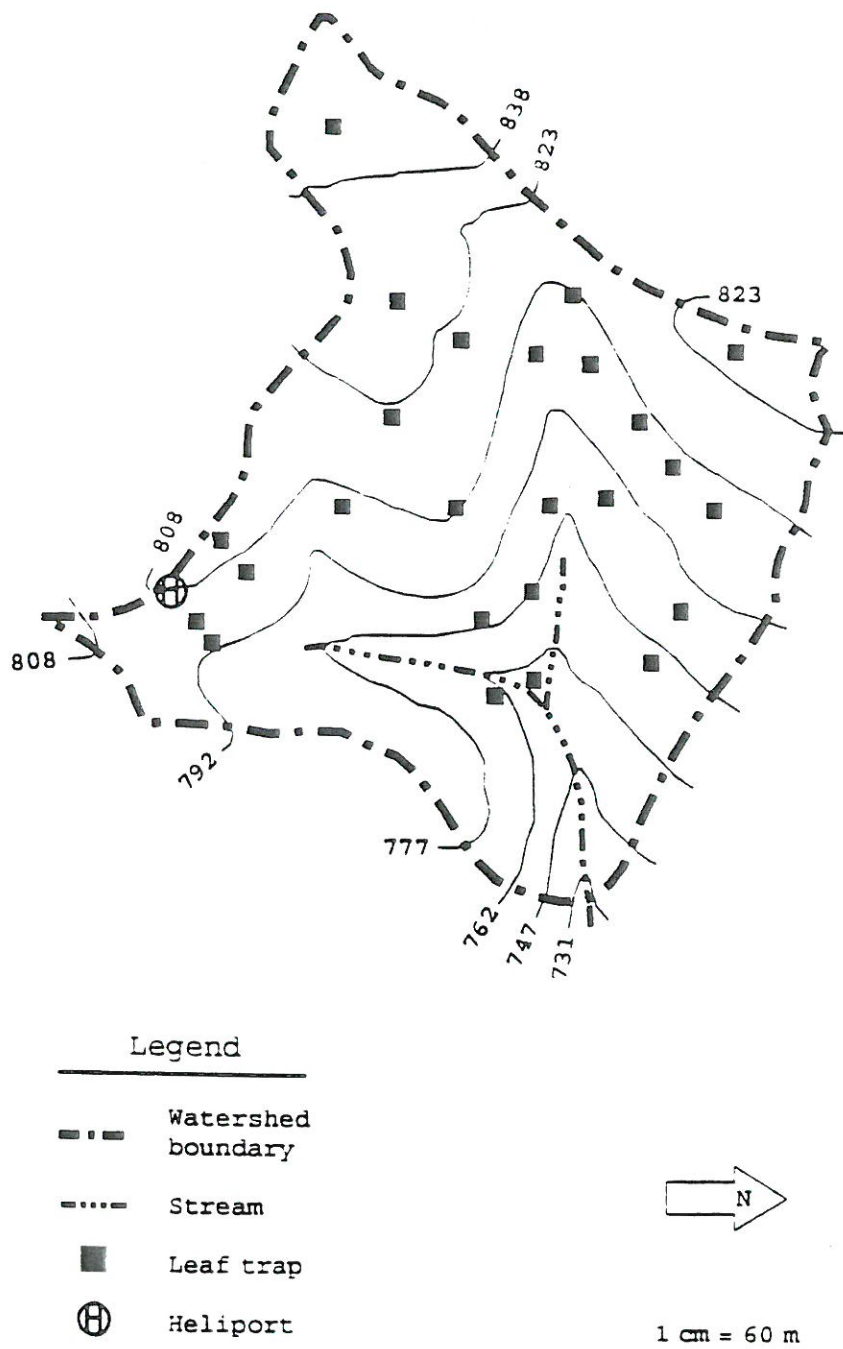 838
823
823
808
808
792
777
762
747
731
Legend
Watershed
boundary
Stream
Leaf trap
H
Heliport
N
1 cm = 60 m